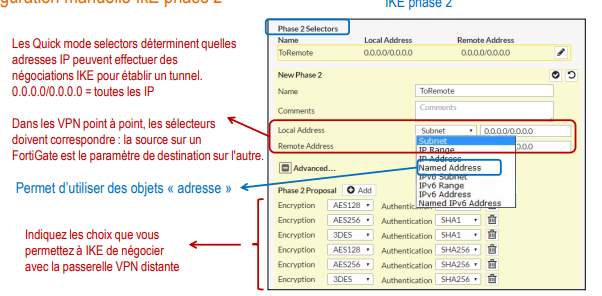 uration manuelle IKE phase 2
IKE phase 2
Les Quick mode selectors déterminent quelles
adresses IP peuvent effectuer des
négociations IKE pour établir un tunnel.
0.0.0.0/0.0.0.0 = toutes les IP
Dans les VPN point à point, les sélecteurs
doivent correspondre : la source sur un
FortiGate est le paramètre de destination sur l'autre.
Permet d'utiliser des objets « adresse »
Indiquez les choix que vous
permettez à IKE de négocier
avec la passerelle VPN distante
Phase 2 Selectors
Name Local Address Remote Address
ToRemote 0.0.0.0/0.0.0.0 0.0.0.0/0.0.0.0
New Phase 2
Name ToRemote
Comments Comments
Local Address Subnet 0.0.0.0/0.0.0.0
Remote Address 0.0.0
Subnet
IP Range
IP Address
Named Address
IPv6 Subnet
IPv6 Range
IPv6 Address
Named IPv6 Address
Advanced...
Phase 2 Proposal Add
Encryption AES128 Authentication
Encryption AES256 Authentication SHA1
Encryption 3DES Authentication SHA1
Encryption AES128 Authentication SHA256
Encryption AES256 Authentication SHA256
Encryption 3DES Authentication SHA256